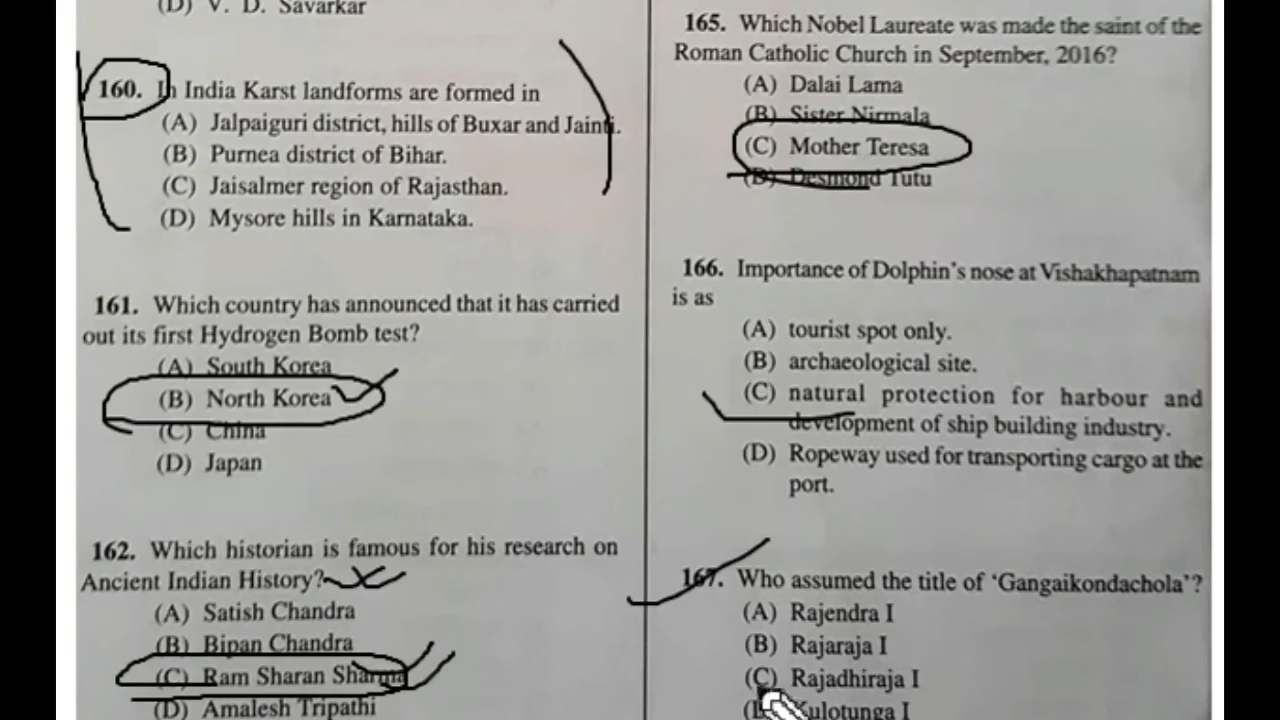 (D) V. D. Savarkar
160. In India Karst landforms are formed in
(A) Jalpaiguri district, hills of Buxar and Jainti.
(B) Purnea district of Bihar.
(C) Jaisalmer region of Rajasthan.
(D) Mysore hills in Karnataka.
161. Which country has announced that it has carried
out its first Hydrogen Bomb test?
(A) South Korea
(B) North Korea
(C) China
(D) Japan
162. Which historian is famous for his research on
Ancient Indian History?
(A) Satish Chandra
(B) Bipan Chandra
(C) Ram Sharan Sharma
(D) Amalesh Tripathi
165. Which Nobel Laureate was made the saint of the
Roman Catholic Church in September, 2016?
(A) Dalai Lama
(B) Sister Nirmala
(C) Mother Teresa
(D) Desmond Tutu
166. Importance of Dolphin's nose at Vishakhapatnam
is as
(A) tourist spot only.
(B) archaeological site.
(C) natural protection for harbour and
development of ship building industry.
(D) Ropeway used for transporting cargo at the
port.
167. Who assumed the title of 'Gangaikondachola'?
(A) Rajendra I
(B) Rajaraja I
(C) Rajadhiraja I
(D) Kulotunga I